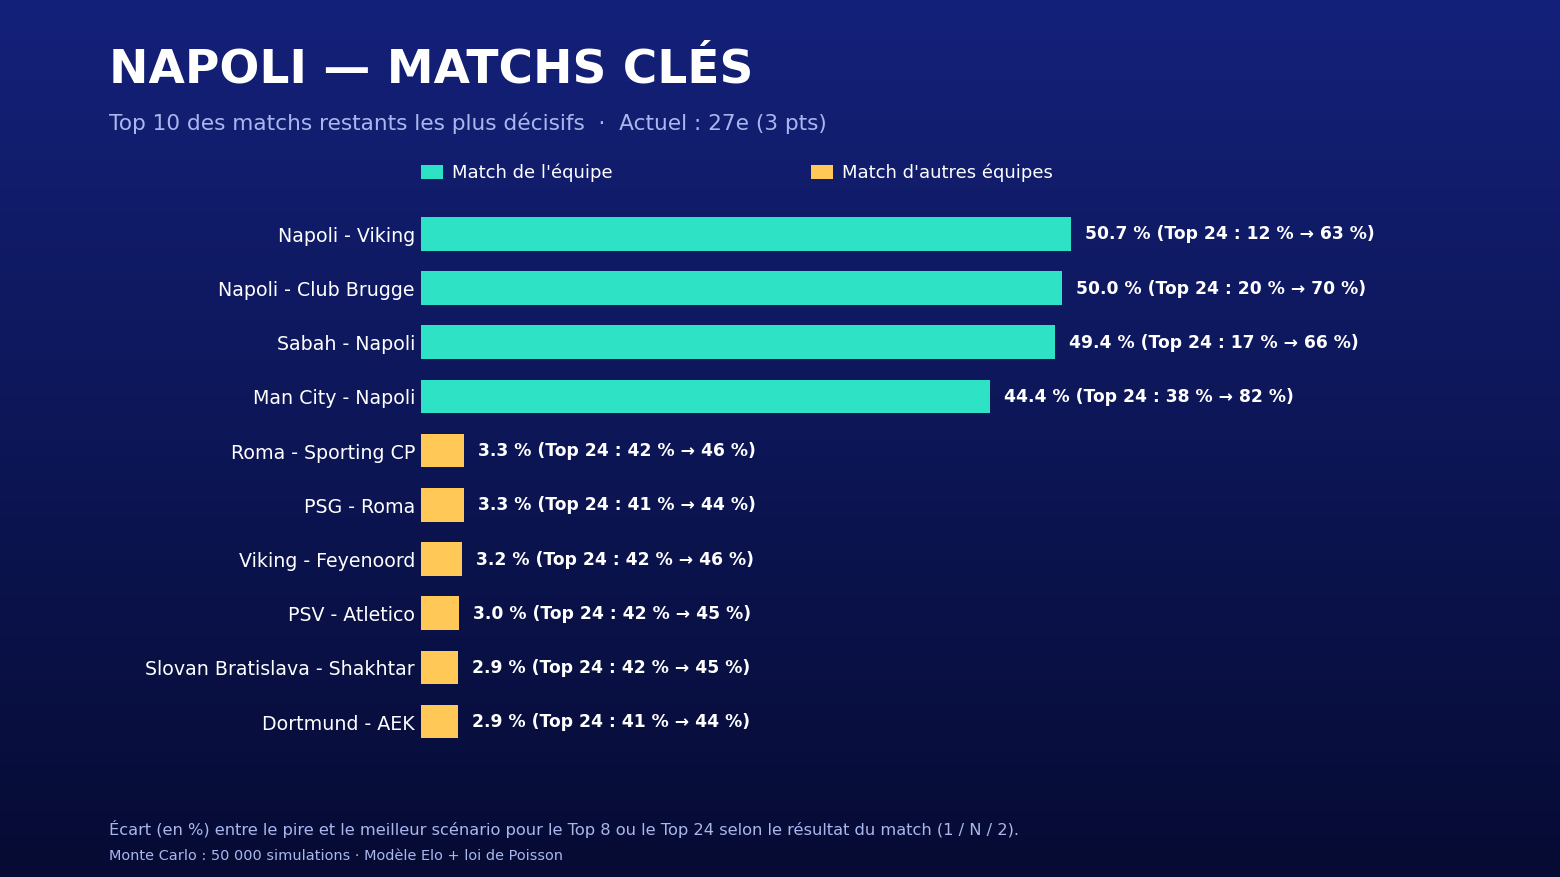 NAPOLI — MATCHS CLÉS
Top 10 des matchs restants les plus décisifs · Actuel : 27e (3 pts)
Match de l'équipe
Match d'autres équipes
Napoli - Viking 50.7 % (Top 24 : 12 % → 63 %)
Napoli - Club Brugge 50.0 % (Top 24 : 20 % → 70 %)
Sabah - Napoli 49.4 % (Top 24 : 17 % → 66 %)
Man City - Napoli 44.4 % (Top 24 : 38 % → 82 %)
Roma - Sporting CP 3.3 % (Top 24 : 42 % → 46 %)
PSG - Roma 3.3 % (Top 24 : 41 % → 44 %)
Viking - Feyenoord 3.2 % (Top 24 : 42 % → 46 %)
PSV - Atletico 3.0 % (Top 24 : 42 % → 45 %)
Slovan Bratislava - Shakhtar 2.9 % (Top 24 : 42 % → 45 %)
Dortmund - AEK 2.9 % (Top 24 : 41 % → 44 %)
Écart (en %) entre le pire et le meilleur scénario pour le Top 8 ou le Top 24 selon le résultat du match (1 / N / 2).
Monte Carlo : 50 000 simulations · Modèle Elo + loi de Poisson